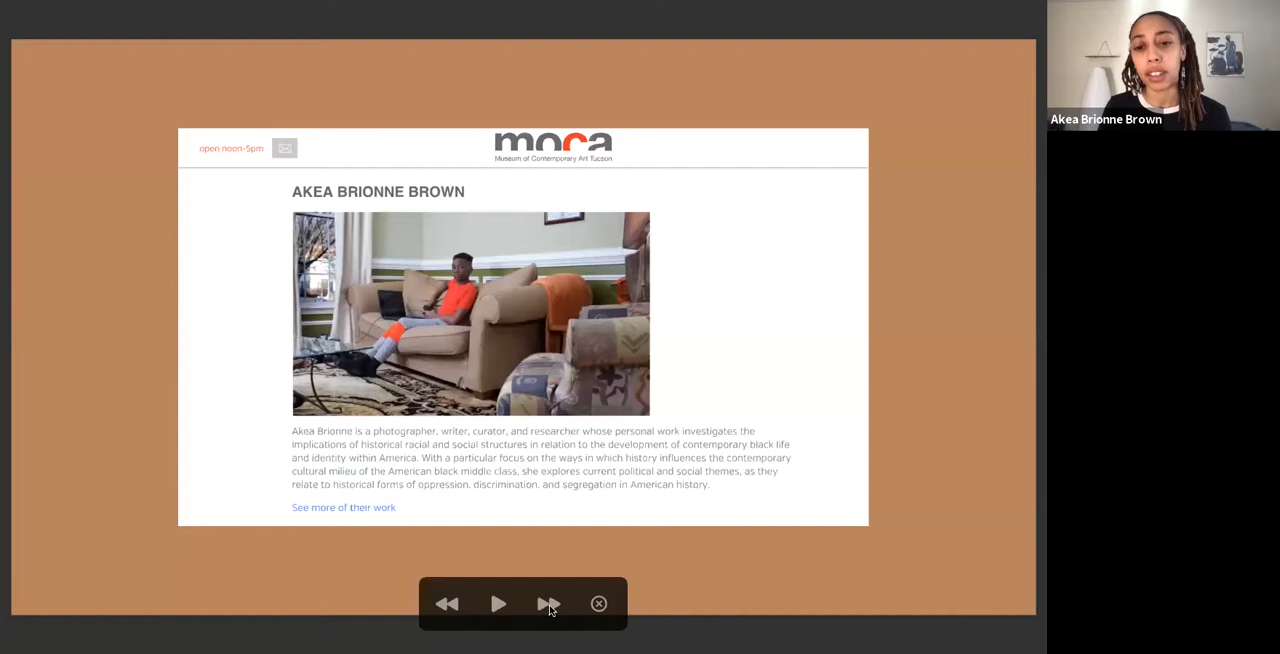 open noon-5pm
moca
Museum of Contemporary Art Tucson
AKEA BRIONNE BROWN
Akea Brionne is a photographer, writer, curator, and researcher whose personal work investigates the
implications of historical racial and social structures in relation to the development of contemporary black life
and identity within America. With a particular focus on the ways in which history influences the contemporary
cultural milieu of the American black middle class, she explores current political and social themes, as they
relate to historical forms of oppression, discrimination, and segregation in American history.
See more of their work
Akea Brionne Brown